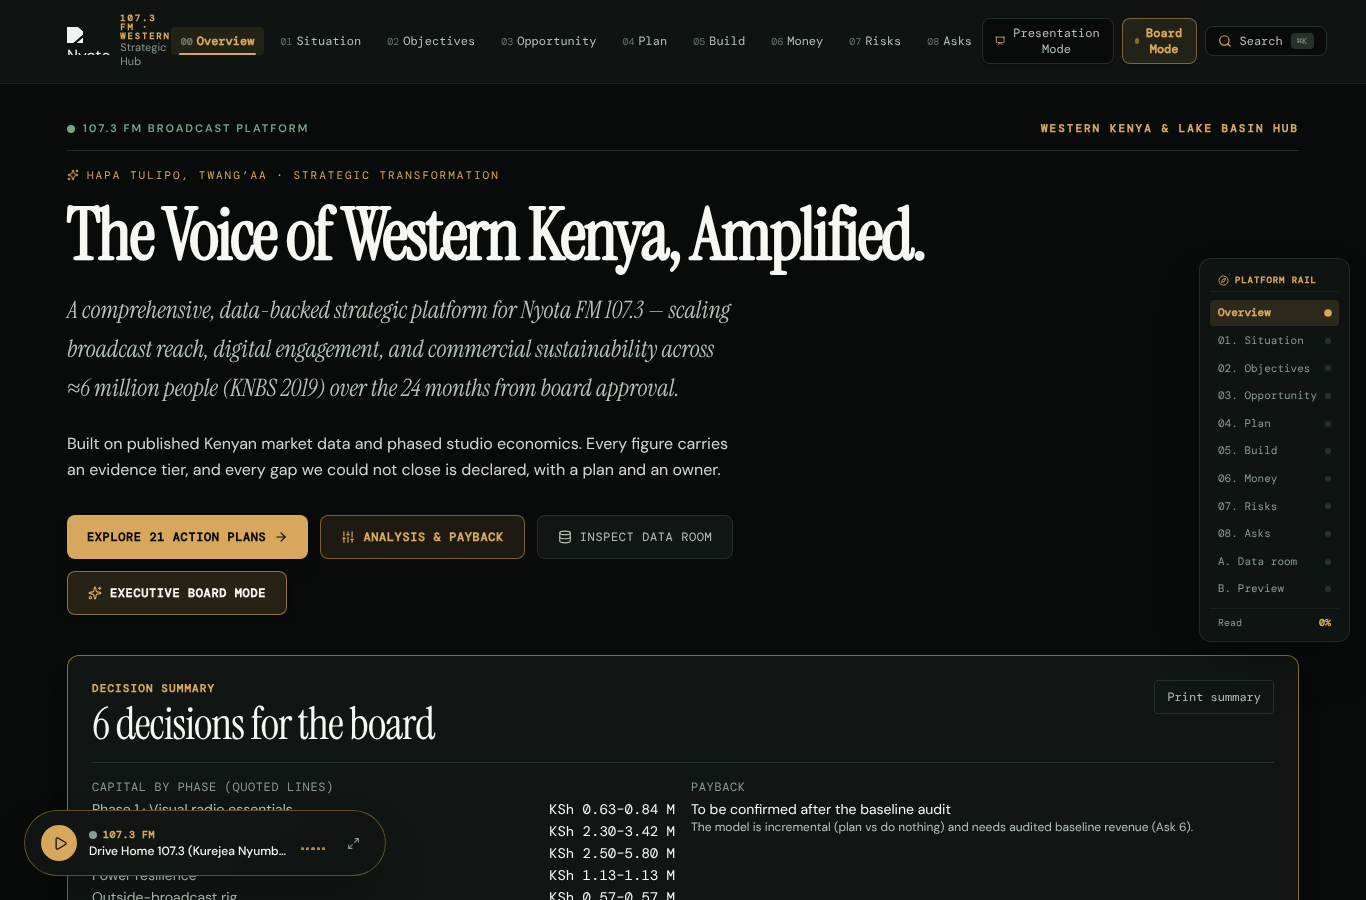 Nyota
107.3
FM ·
WESTERN
Strategic
Hub
00 Overview
01 Situation
02 Objectives
03 Opportunity
04 Plan
05 Build
06 Money
07 Risks
08 Asks
Presentation
Mode
Board
Mode
Search ⌘K
107.3 FM BROADCAST PLATFORM
WESTERN KENYA & LAKE BASIN HUB
HAPA TULIPO, TWANG’AA · STRATEGIC TRANSFORMATION
The Voice of Western Kenya, Amplified.
A comprehensive, data-backed strategic platform for Nyota FM 107.3 — scaling
broadcast reach, digital engagement, and commercial sustainability across
≈6 million people (KNBS 2019) over the 24 months from board approval.
Built on published Kenyan market data and phased studio economics. Every figure carries
an evidence tier, and every gap we could not close is declared, with a plan and an owner.
EXPLORE 21 ACTION PLANS →
ANALYSIS & PAYBACK
INSPECT DATA ROOM
EXECUTIVE BOARD MODE
PLATFORM RAIL
Overview
01. Situation
02. Objectives
03. Opportunity
04. Plan
05. Build
06. Money
07. Risks
08. Asks
A. Data room
B. Preview
Read 0%
DECISION SUMMARY
6 decisions for the board
Print summary
CAPITAL BY PHASE (QUOTED LINES)
Phase 1 · Visual radio essentials
KSh 0.63–0.84 M
KSh 2.30–3.42 M
KSh 2.50–5.80 M
Power resilience
KSh 1.13–1.13 M
Outside-broadcast rig
KSh 0.57–0.57 M
PAYBACK
To be confirmed after the baseline audit
The model is incremental (plan vs do nothing) and needs audited baseline revenue (Ask 6).
107.3 FM
Drive Home 107.3 (Kurejea Nyumb…